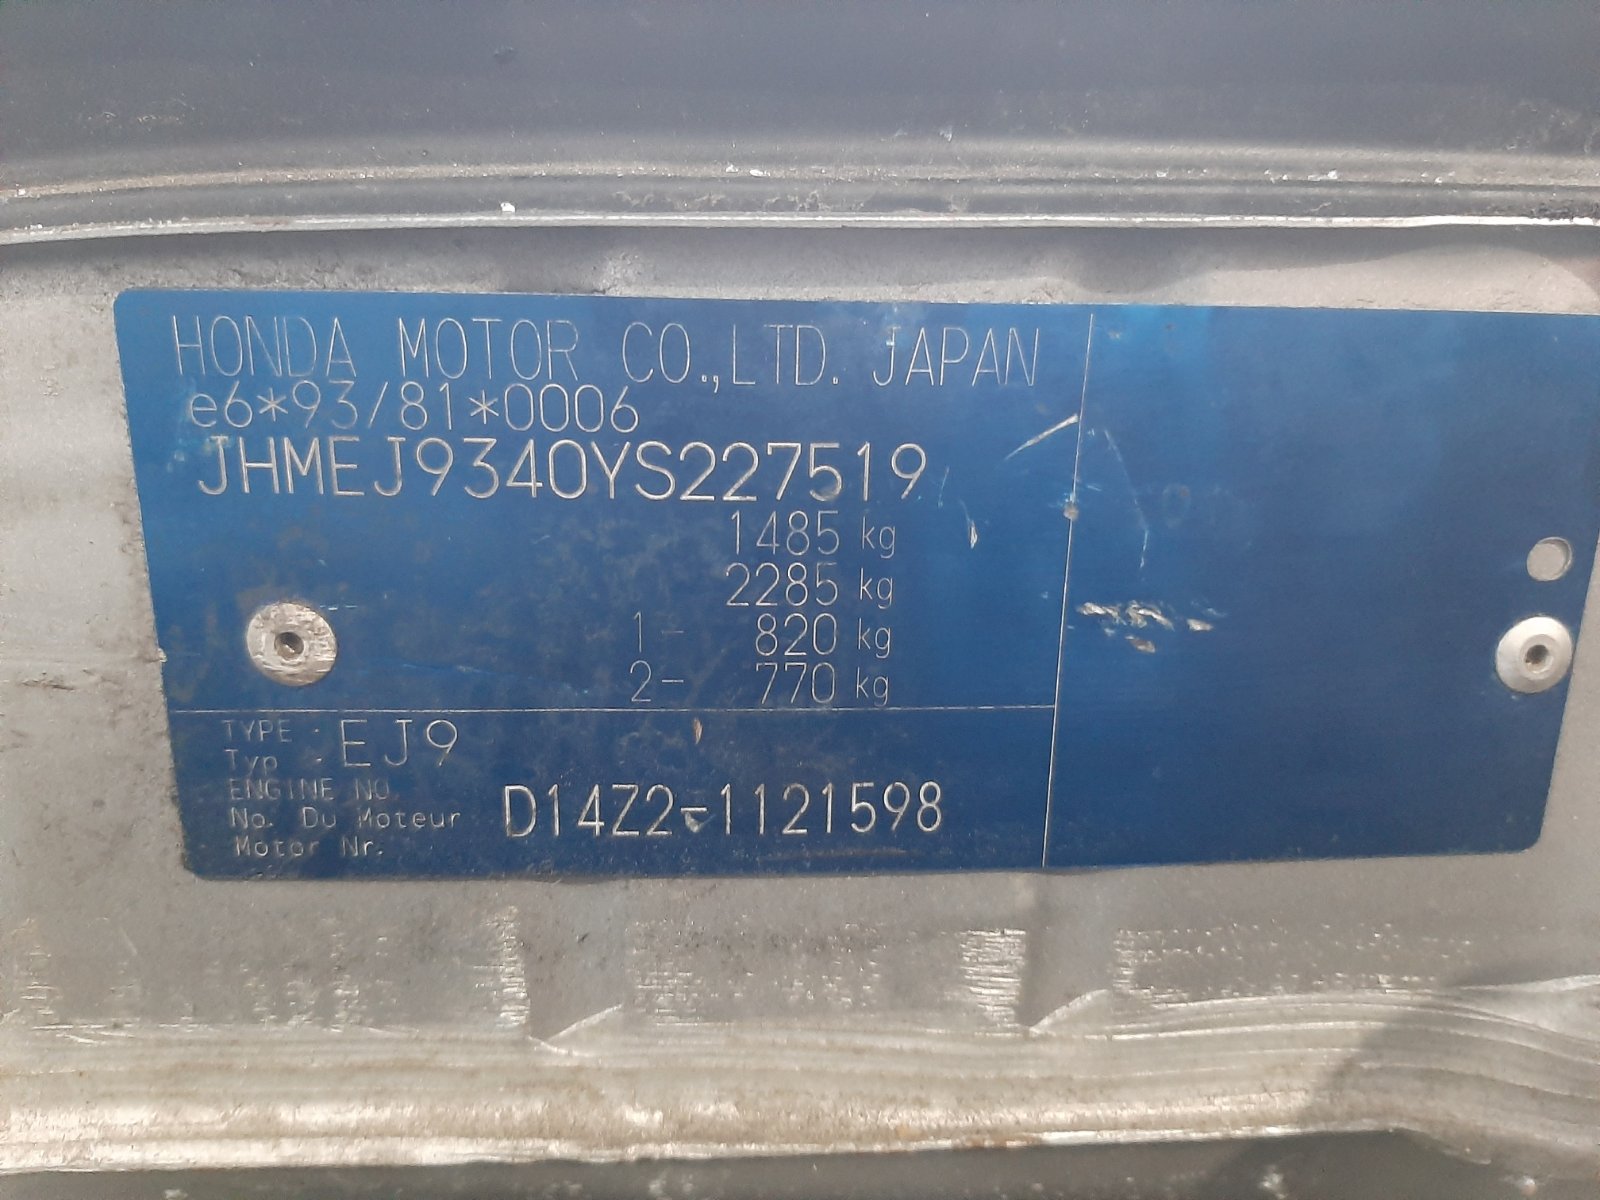 HONDA MOTOR CO.,LTD. JAPAN
e6*93/81*0006
JHMEJ9340YS227519
1485 kg
2285 kg
1- 820 kg
2- 770 kg
TYPE : EJ9
Typ
ENGINE NO.
No. Du Moteur D14Z2-1121598
Motor Nr.